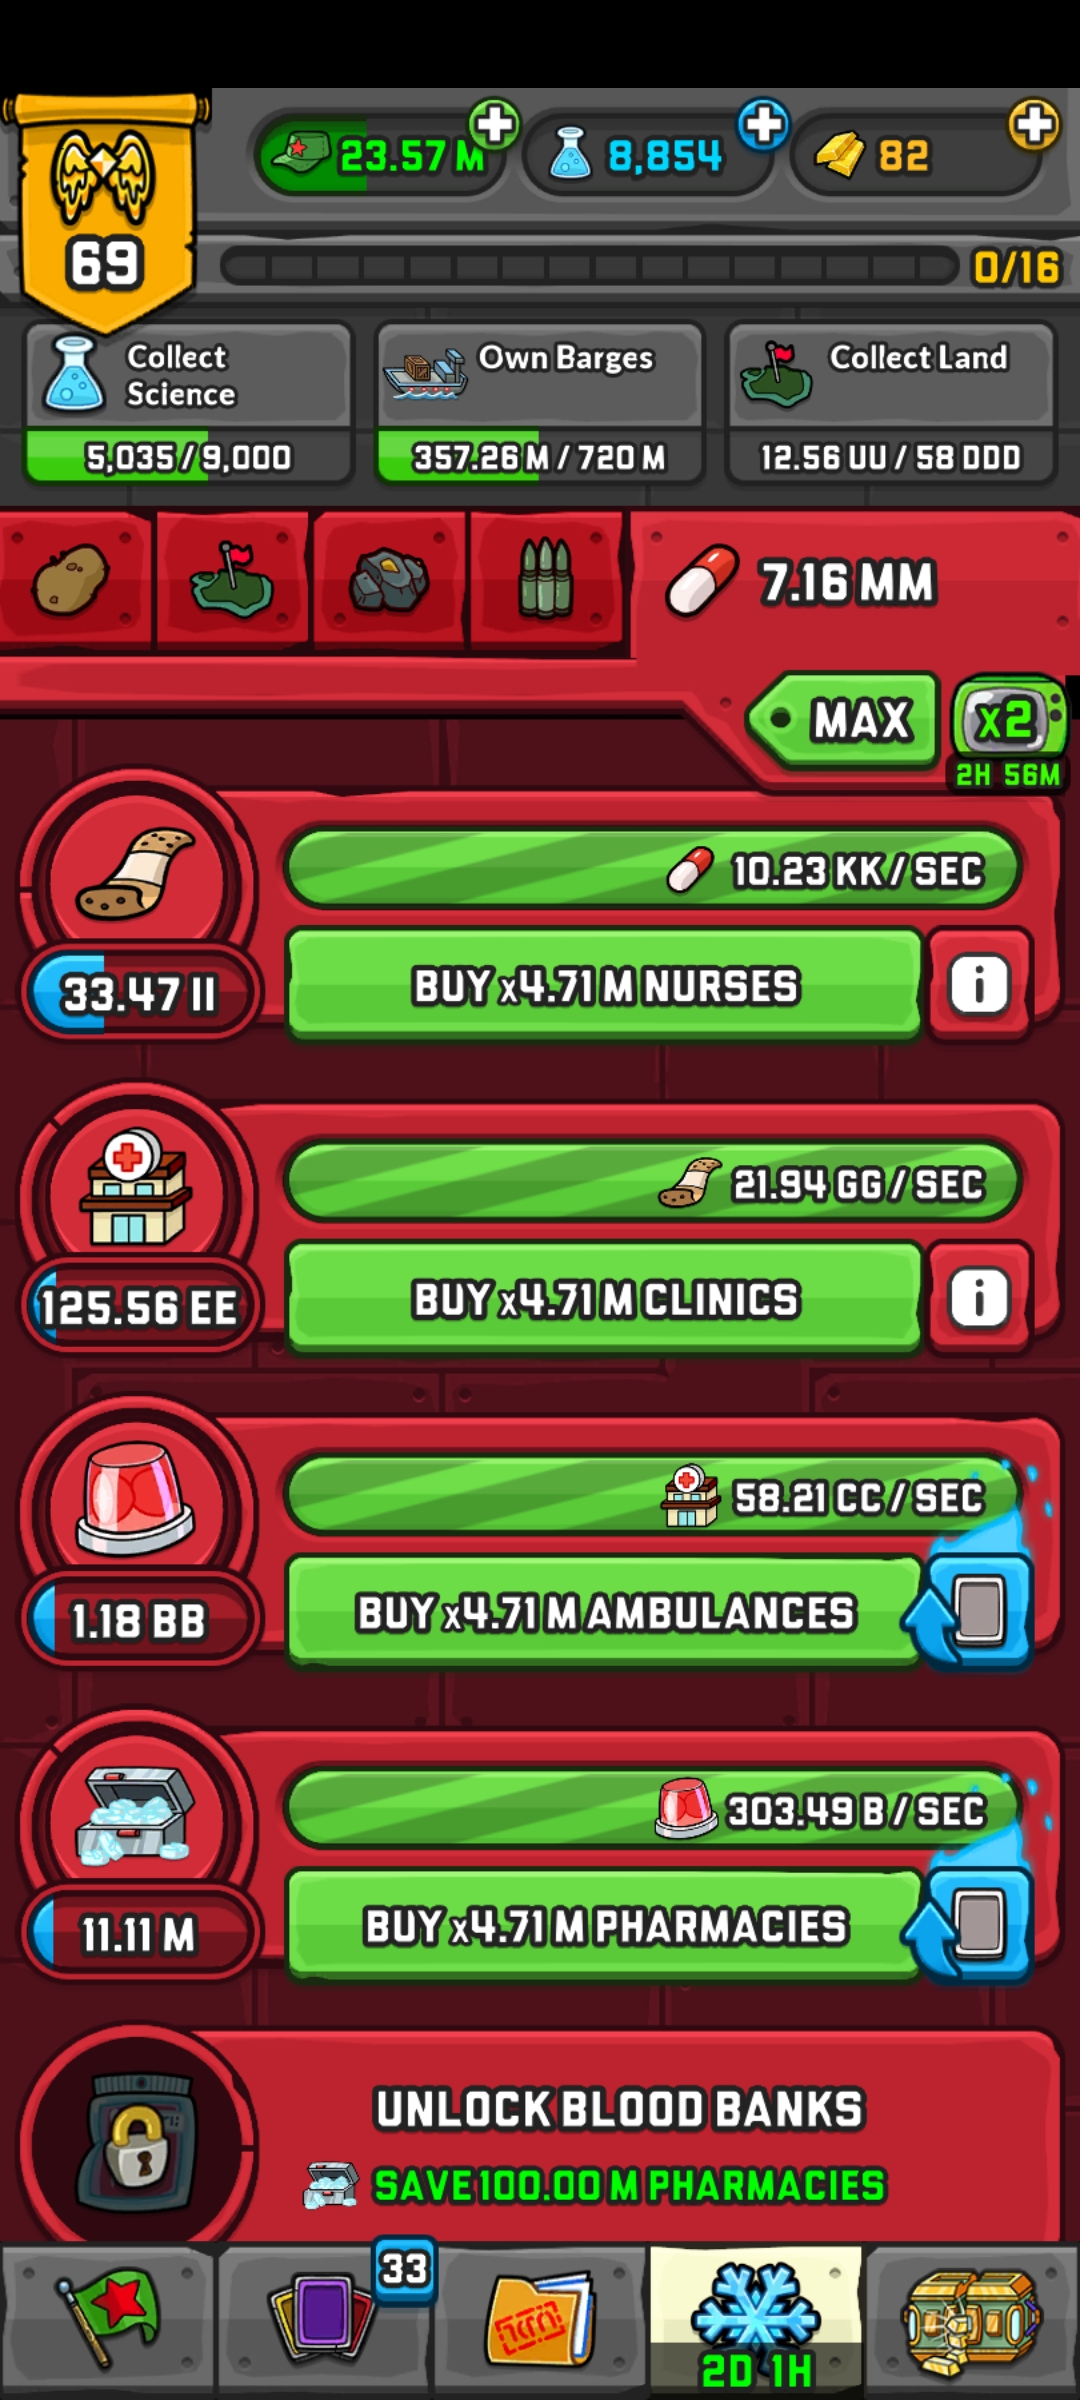 23.57 M
8,854
82
69
0/16
Collect
Science
5,035 / 9,000
Own Barges
357.26 M / 720 M
Collect Land
12.56 UU / 58 DDD
7.16 MM
MAX
x2
2H 56M
10.23 KK / SEC
33.47 II
BUY x4.71 M NURSES
i
21.94 GG / SEC
125.56 EE
BUY x4.71 M CLINICS
i
58.21 CC / SEC
1.18 BB
BUY x4.71 M AMBULANCES
303.49 B / SEC
11.11 M
BUY x4.71 M PHARMACIES
UNLOCK BLOOD BANKS
SAVE 100.00 M PHARMACIES
33
2D 1H